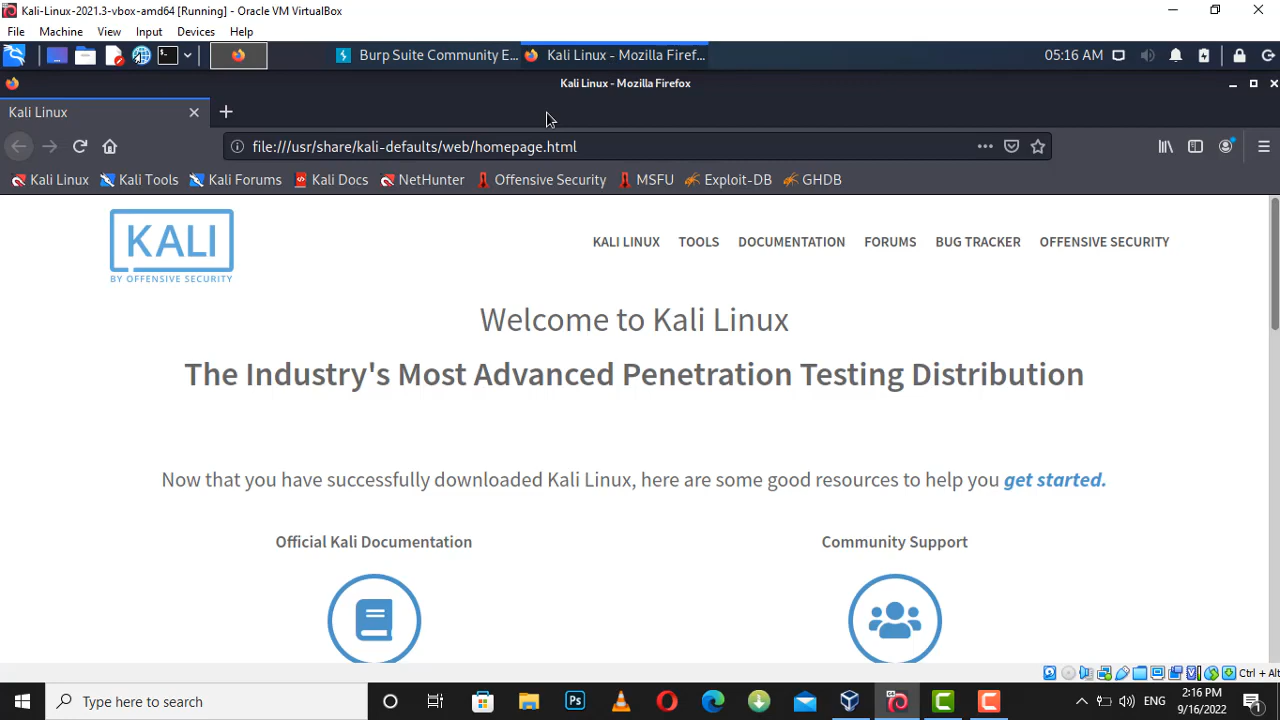 Kali-Linux-2021.3-vbox-amd64 [Running] - Oracle VM VirtualBox
File Machine View Input Devices Help
Burp Suite Community E... Kali Linux - Mozilla Firef... 05:16 AM
Kali Linux - Mozilla Firefox
Kali Linux
file:///usr/share/kali-defaults/web/homepage.html
Kali Linux Kali Tools Kali Forums Kali Docs NetHunter Offensive Security MSFU Exploit-DB GHDB
KALI
BY OFFENSIVE SECURITY
KALI LINUX TOOLS DOCUMENTATION FORUMS BUG TRACKER OFFENSIVE SECURITY
Welcome to Kali Linux
The Industry's Most Advanced Penetration Testing Distribution
Now that you have successfully downloaded Kali Linux, here are some good resources to help you get started.
Official Kali Documentation Community Support
Ctrl + Alt
Type here to search
Ps
ENG
2:16 PM
9/16/2022
1